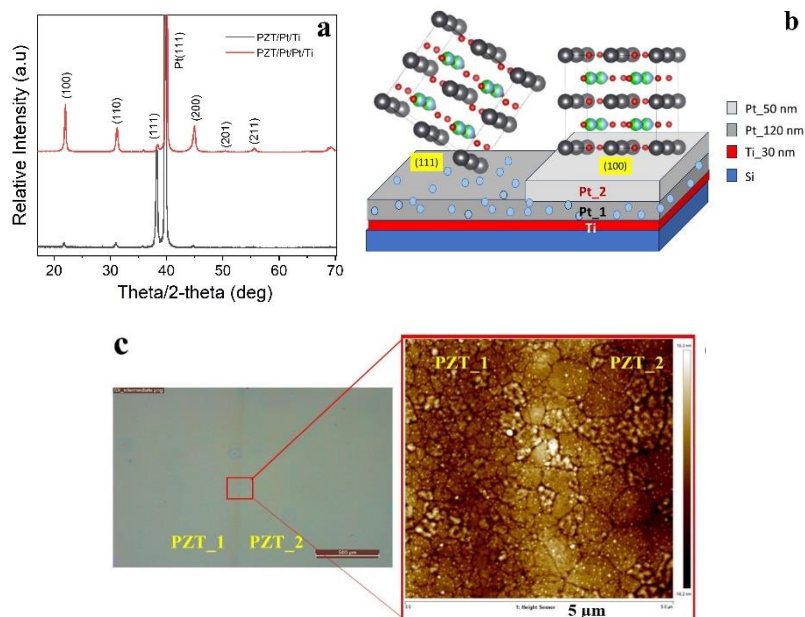 a
PZT/Pt/Ti
PZT/Pt/Pt/Ti
Relative Intensity (a.u)
(100)
(110)
(111)
Pt(111)
(200)
(201)
(211)
20 30 40 50 60 70
Theta/2-theta (deg)
b
(111)
(100)
Pt_2
Pt_1
Ti
Pt_50 nm
Pt_120 nm
Ti_30 nm
Si
c
PZT_1 PZT_2
500 µm
PZT_1 PZT_2
1: Height Sensor
5 µm